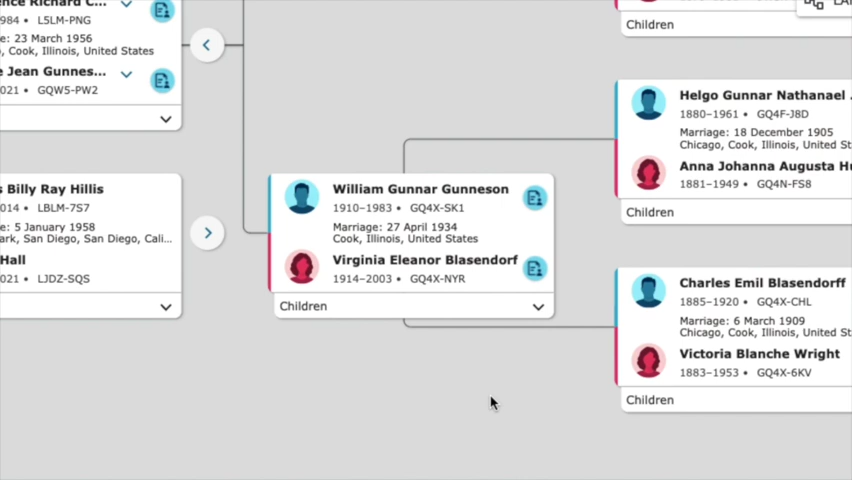 ence Richard C...
984 • L5LM-PNG
e: 23 March 1956
, Cook, Illinois, United States
e Jean Gunnes...
021 • GQW5-PW2
s Billy Ray Hillis
014 • LBLM-7S7
e: 5 January 1958
ark, San Diego, San Diego, Cali...
Hall
021 • LJDZ-SQS
William Gunnar Gunneson
1910–1983 • GQ4X-SK1
Marriage: 27 April 1934
Cook, Illinois, United States
Virginia Eleanor Blasendorf
1914–2003 • GQ4X-NYR
Children
Children
Helgo Gunnar Nathanael .
1880–1961 • GQ4F-J8D
Marriage: 18 December 1905
Chicago, Cook, Illinois, United St
Anna Johanna Augusta Hu
1881–1949 • GQ4N-FS8
Children
Charles Emil Blasendorff
1885–1920 • GQ4X-CHL
Marriage: 6 March 1909
Chicago, Cook, Illinois, United St
Victoria Blanche Wright
1883–1953 • GQ4X-6KV
Children